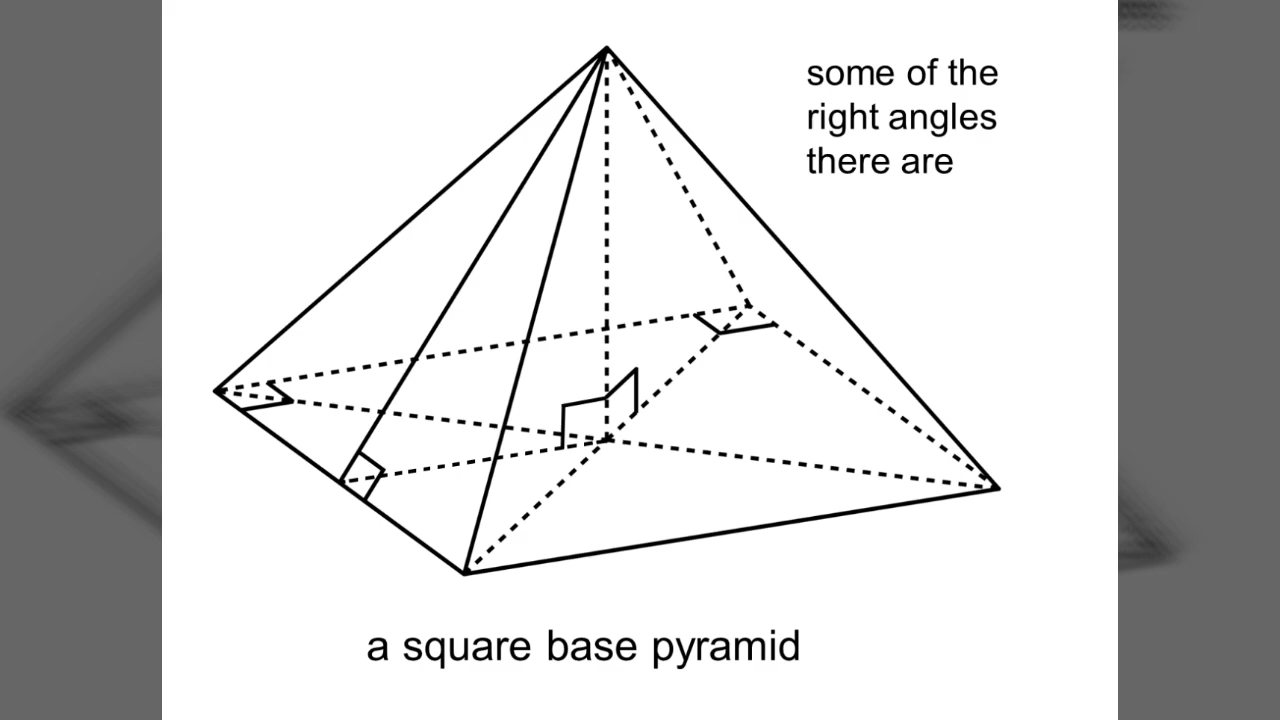 some of the
right angles
there are
a square base pyramid